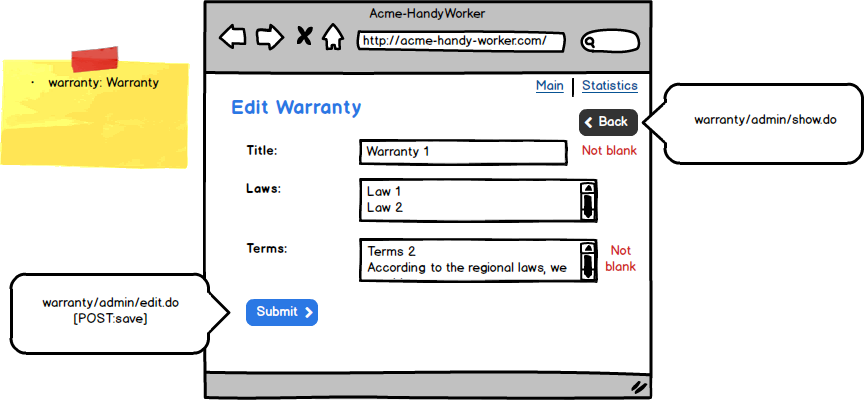 Acme-HandyWorker
http://acme-handy-worker.com/
• warranty: Warranty
Main
Statistics
Edit Warranty
Back
warranty/admin/show.do
Title:
Warranty 1
Not blank
Laws:
Law 1
Law 2
Terms:
Terms 2
According to the regional laws, we
Not
blank
warranty/admin/edit.do
[POST:save]
Submit